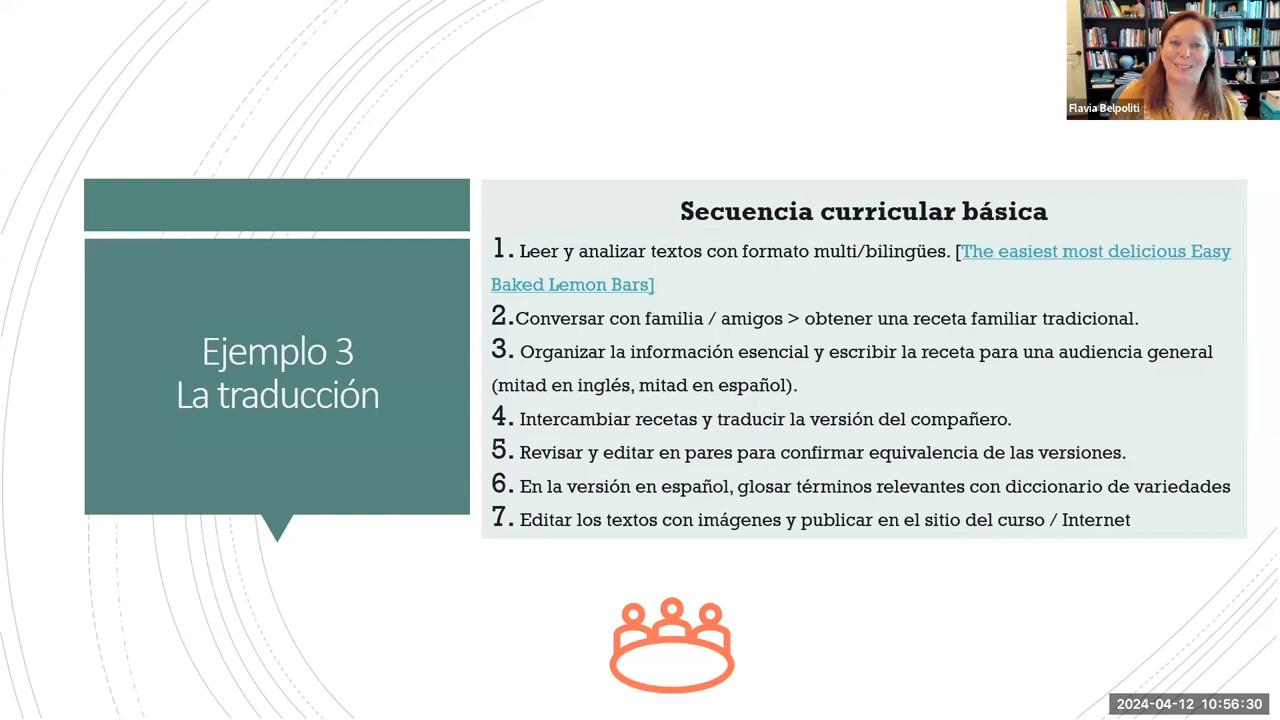 Flavia Belpoliti
Ejemplo 3
La traducción
Secuencia curricular básica
1. Leer y analizar textos con formato multi/bilingües. [The easiest most delicious Easy
Baked Lemon Bars]
2.Conversar con familia / amigos > obtener una receta familiar tradicional.
3. Organizar la información esencial y escribir la receta para una audiencia general
(mitad en inglés, mitad en español).
4. Intercambiar recetas y traducir la versión del compañero.
5. Revisar y editar en pares para confirmar equivalencia de las versiones.
6. En la versión en español, glosar términos relevantes con diccionario de variedades
7. Editar los textos con imágenes y publicar en el sitio del curso / Internet
2024-04-12 10:56:30